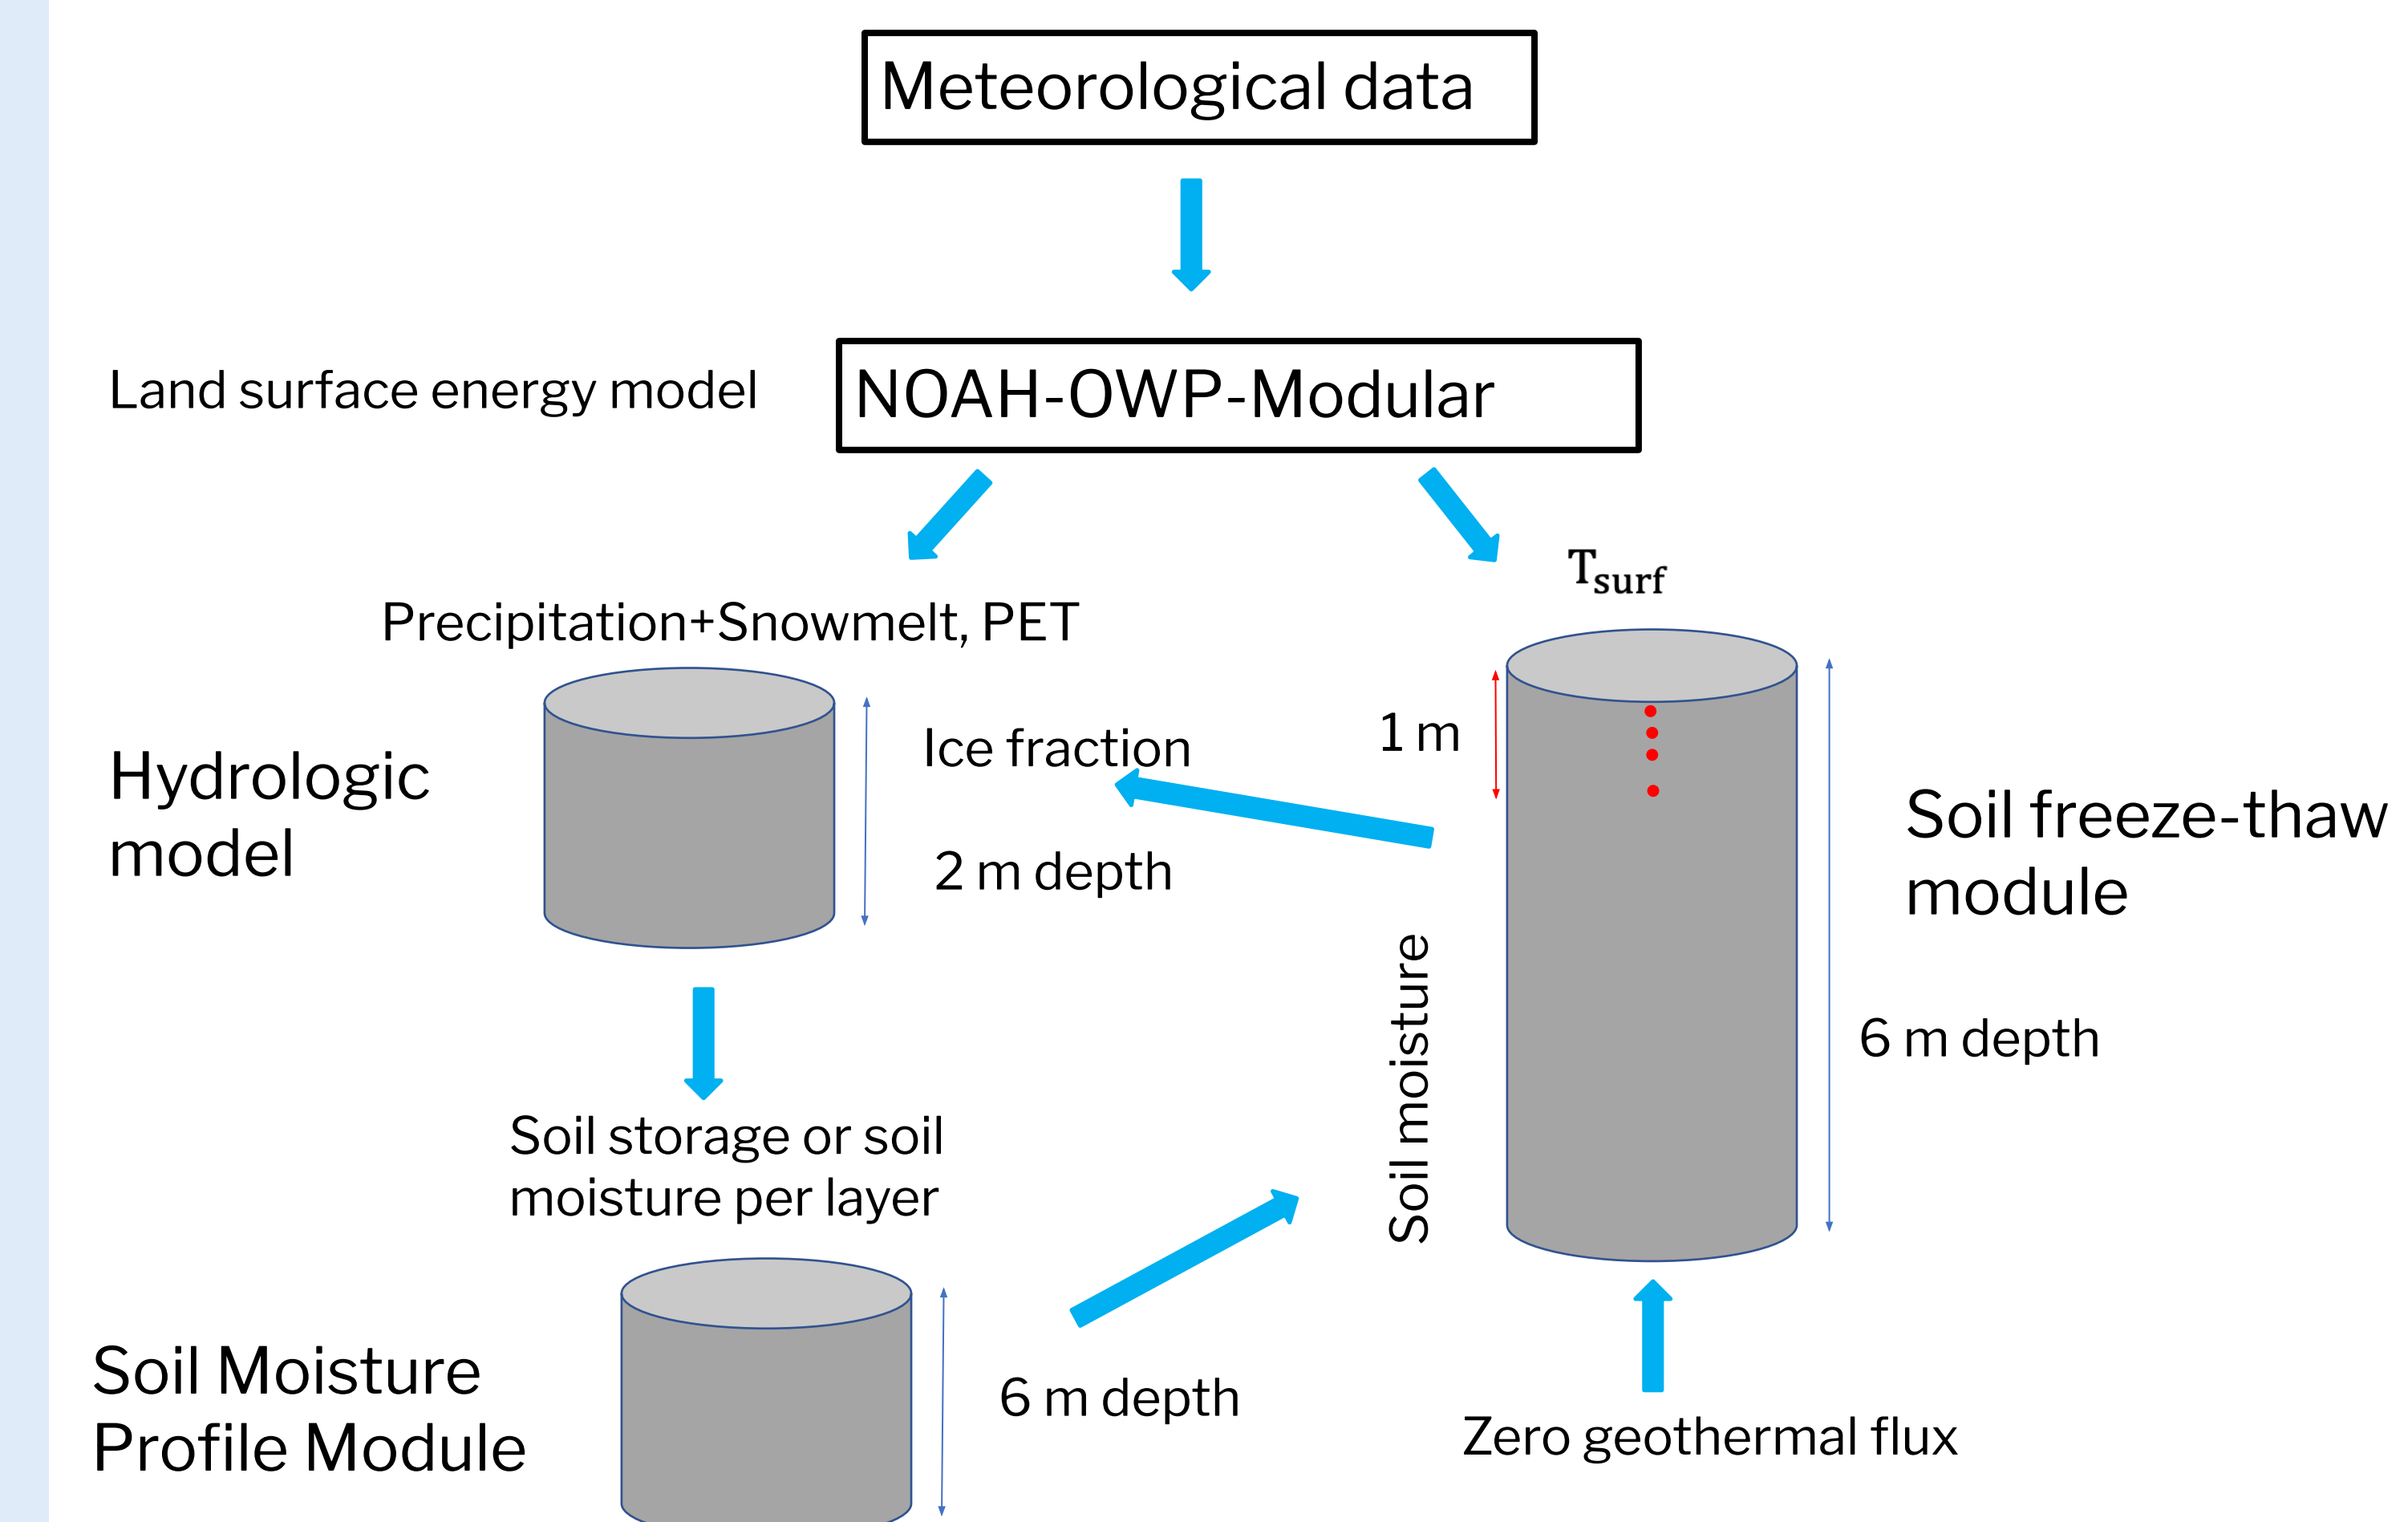 Meteorological data
Land surface energy model
NOAH-OWP-Modular
Precipitation+Snowmelt, PET
T_surf
Hydrologic
model
Ice fraction
2 m depth
1 m
Soil freeze-thaw
module
Soil moisture
6 m depth
Soil storage or soil
moisture per layer
Soil Moisture
Profile Module
6 m depth
Zero geothermal flux